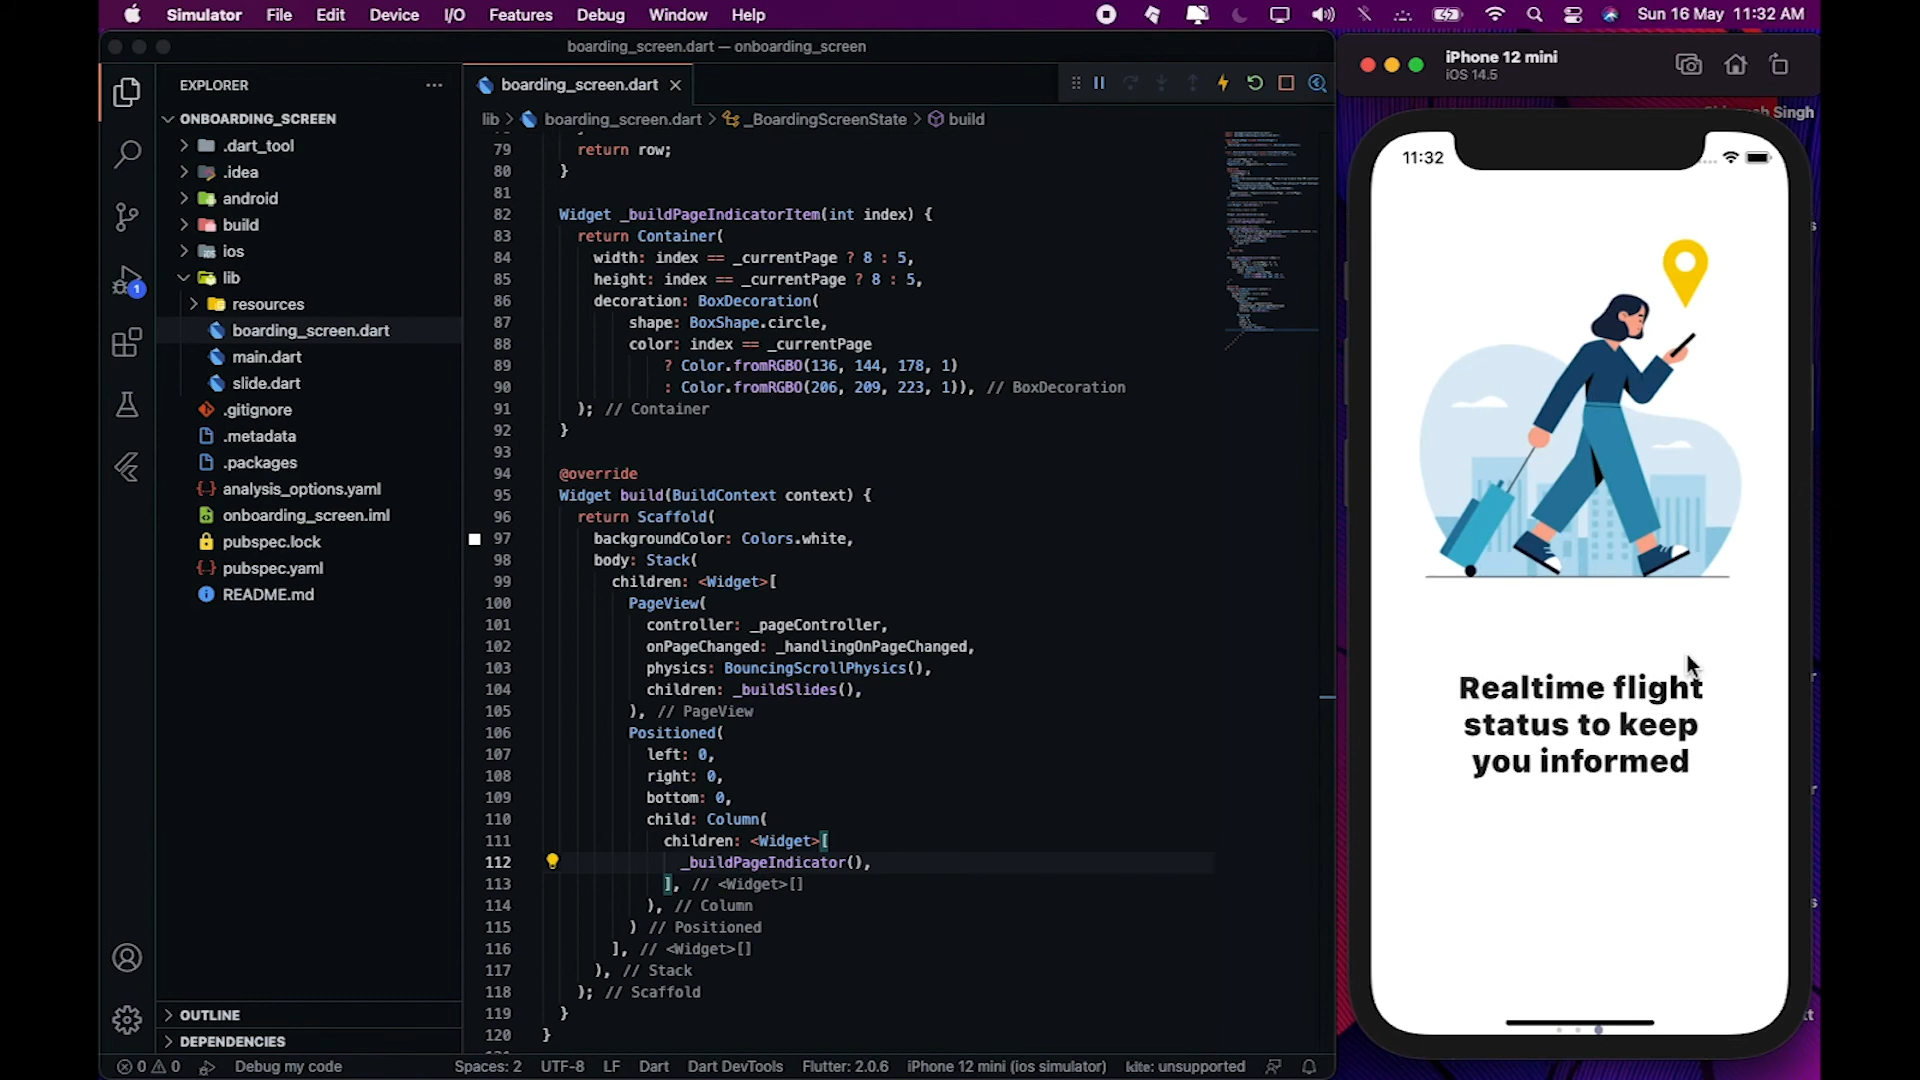 Simulator File Edit Device I/O Features Debug Window Help Sun 16 May 11:32 AM
boarding_screen.dart — onboarding_screen
EXPLORER
ONBOARDING_SCREEN
.dart_tool
.idea
android
build
ios
lib
resources
boarding_screen.dart
main.dart
slide.dart
.gitignore
.metadata
.packages
analysis_options.yaml
onboarding_screen.iml
pubspec.lock
pubspec.yaml
README.md
OUTLINE
DEPENDENCIES
1
boarding_screen.dart
lib > boarding_screen.dart > _BoardingScreenState > build
79 return row;
80 }
81
82 Widget _buildPageIndicatorItem(int index) {
83 return Container(
84 width: index == _currentPage ? 8 : 5,
85 height: index == _currentPage ? 8 : 5,
86 decoration: BoxDecoration(
87 shape: BoxShape.circle,
88 color: index == _currentPage
89 ? Color.fromRGBO(136, 144, 178, 1)
90 : Color.fromRGBO(206, 209, 223, 1)), // BoxDecoration
91 ); // Container
92 }
93
94 @override
95 Widget build(BuildContext context) {
96 return Scaffold(
97 backgroundColor: Colors.white,
98 body: Stack(
99 children: <Widget>[
100 PageView(
101 controller: _pageController,
102 onPageChanged: _handlingOnPageChanged,
103 physics: BouncingScrollPhysics(),
104 children: _buildSlides(),
105 ), // PageView
106 Positioned(
107 left: 0,
108 right: 0,
109 bottom: 0,
110 child: Column(
111 children: <Widget>[
112 _buildPageIndicator(),
113 ], // <Widget>[]
114 ), // Column
115 ) // Positioned
116 ], // <Widget>[]
117 ), // Stack
118 ); // Scaffold
119 }
120 }
0 0 Debug my code Spaces: 2 UTF-8 LF Dart Dart DevTools Flutter: 2.0.6 iPhone 12 mini (ios simulator) kite: unsupported
iPhone 12 mini
iOS 14.5
Singh
11:32
Realtime flight
status to keep
you informed